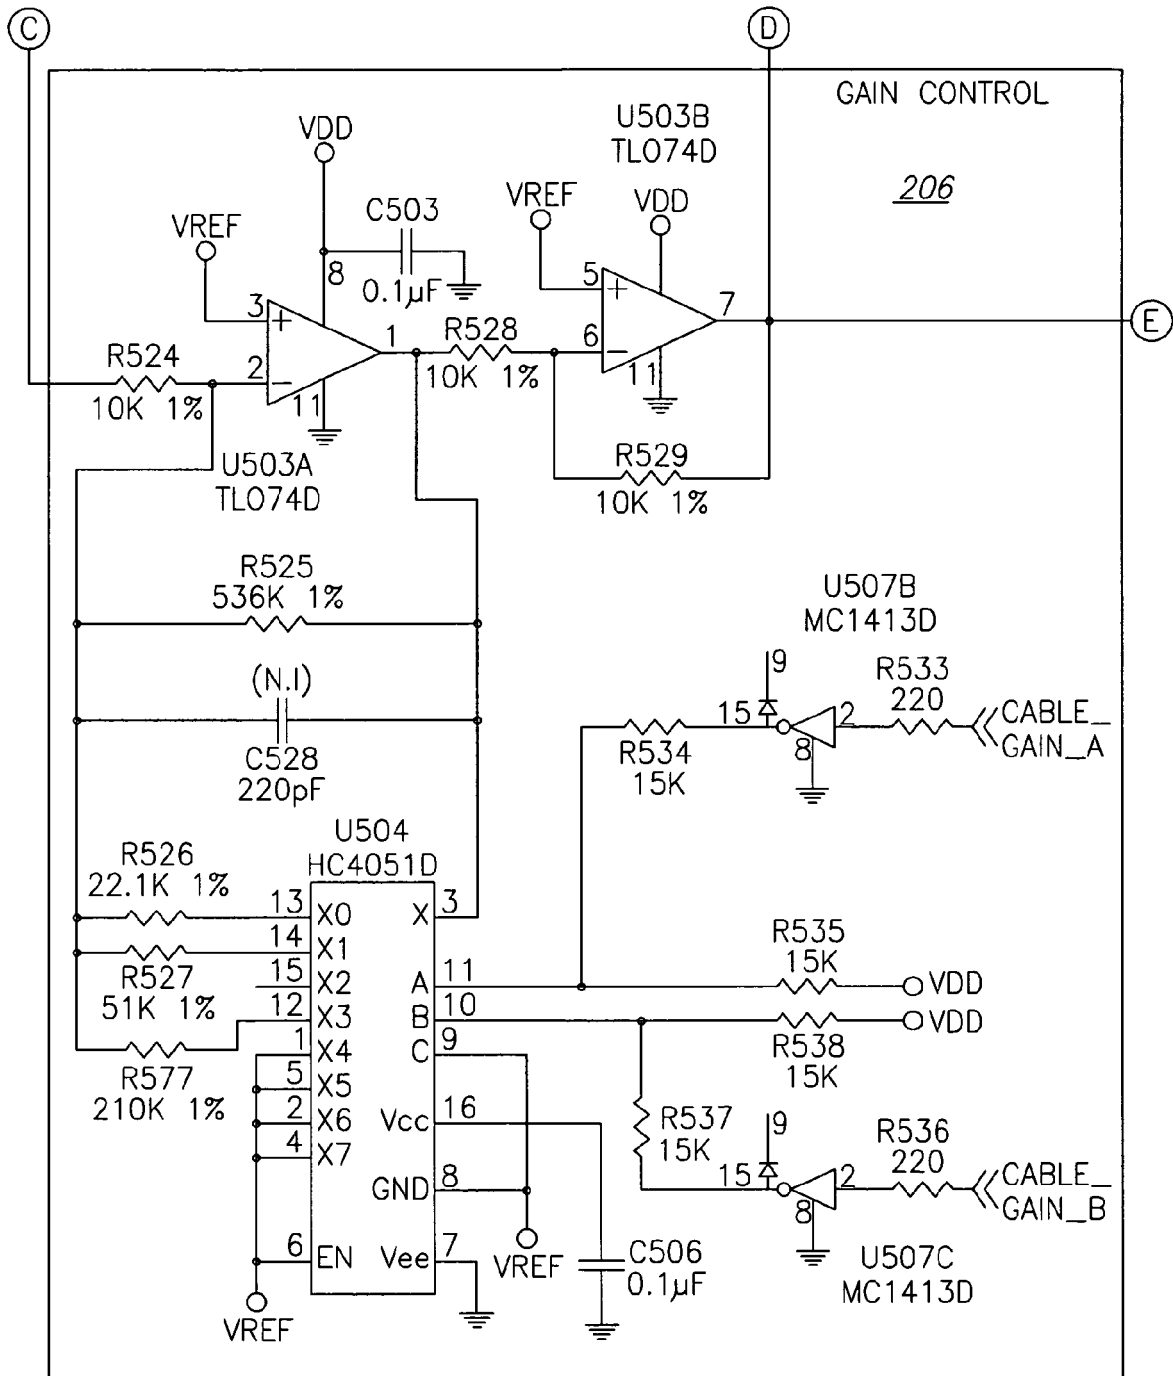 C
D
GAIN CONTROL
206
U503B
TL074D
VDD
C503
0.1µF
VREF
8
3
+
2
−
1
11
R524
10K 1%
U503A
TL074D
R528
10K 1%
VREF
VDD
5
+
6
−
7
11
E
R529
10K 1%
R525
536K 1%
(N.I)
C528
220pF
U507B
MC1413D
9
15
2
8
R533
220
CABLE_
GAIN_A
R534
15K
U504
HC4051D
R526
22.1K 1%
13
X0
X
3
14
X1
R527
51K 1%
15
X2
A
11
12
X3
B
10
R577
210K 1%
1
X4
C
9
5
X5
2
X6
Vcc
16
4
X7
GND
8
6
EN
Vee
7
VREF
VREF
C506
0.1µF
R535
15K
VDD
VDD
R538
15K
R537
15K
9
15
2
8
R536
220
CABLE_
GAIN_B
U507C
MC1413D